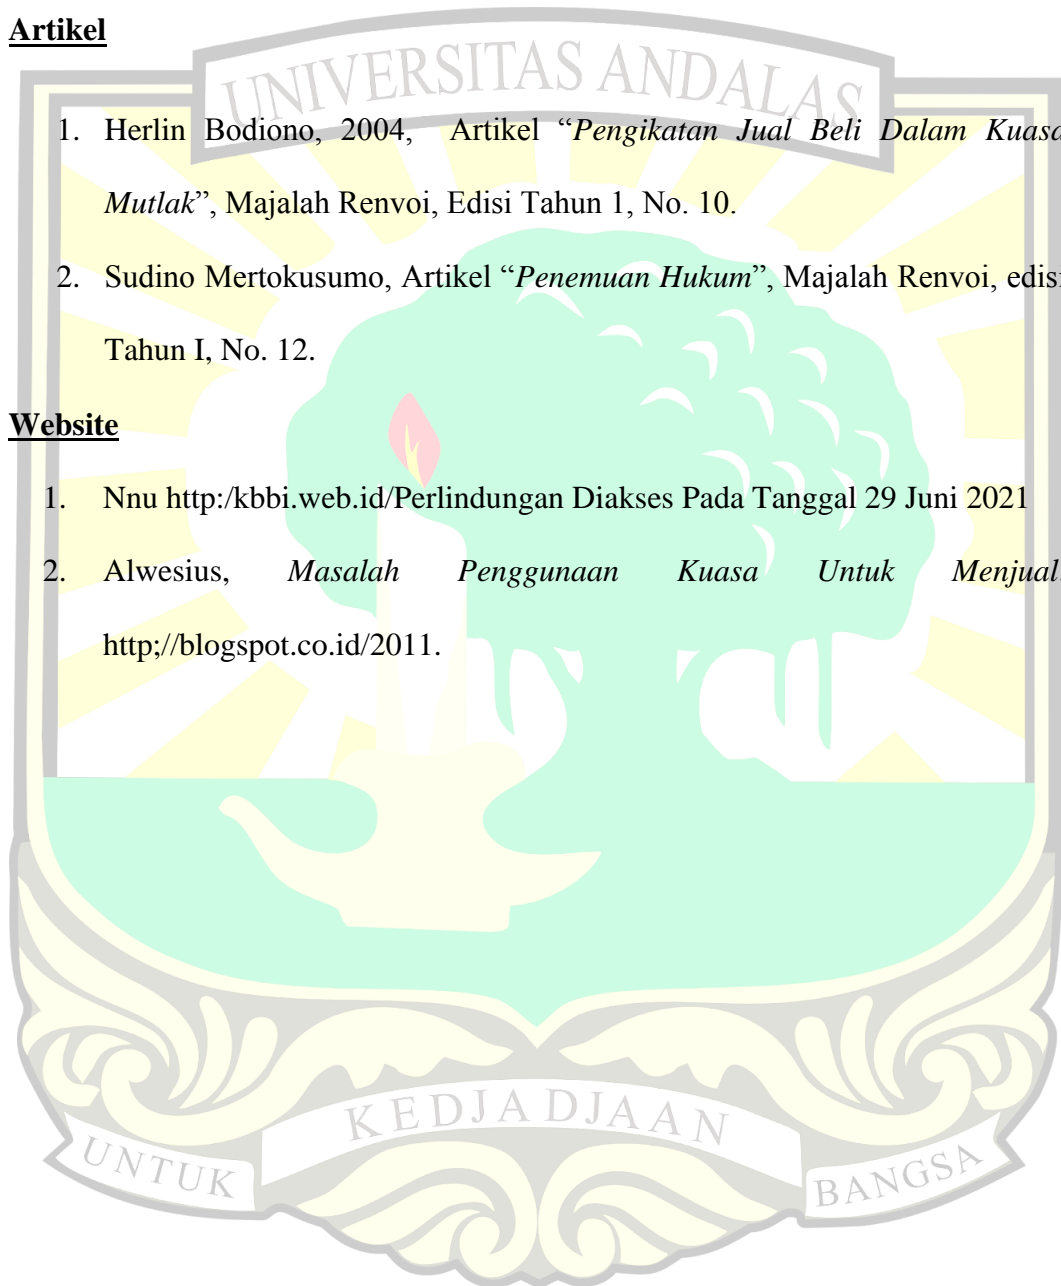 Artikel
UNIVERSITAS ANDALAS
1. Herlin Bodiono, 2004, Artikel “Pengikatan Jual Beli Dalam Kuasa
Mutlak”, Majalah Renvoi, Edisi Tahun 1, No. 10.
2. Sudino Mertokusumo, Artikel “Penemuan Hukum”, Majalah Renvoi, edisi
Tahun I, No. 12.
Website
1. Nnu http:/kbbi.web.id/Perlindungan Diakses Pada Tanggal 29 Juni 2021
2. Alwesius, Masalah Penggunaan Kuasa Untuk Menjual.
http;//blogspot.co.id/2011.
UNTUK KEDJADJAAN BANGSA